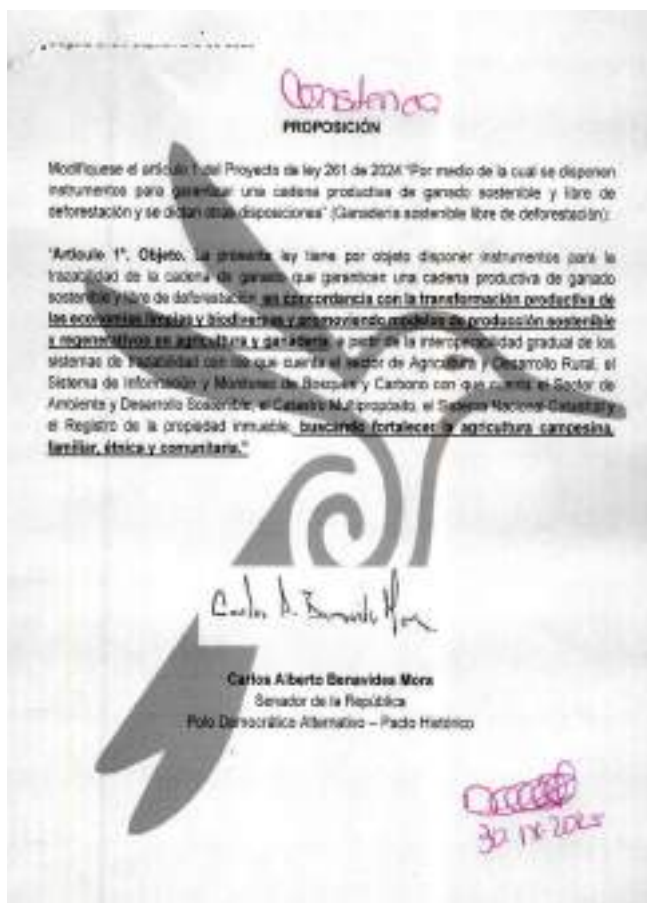 Constancia
PROPOSICIÓN
Modifíquese el artículo 1 del Proyecto de ley 261 de 2024 "Por medio de la cual se disponen
instrumentos para garantizar una cadena productiva de ganado sostenible y libre de
deforestación y se dictan otras disposiciones" (Ganadería sostenible libre de deforestación):
"Artículo 1°. Objeto. La presente ley tiene por objeto disponer instrumentos para la
trazabilidad de la cadena de ganado que garanticen una cadena productiva de ganado
sostenible y libre de deforestación, en concordancia con la transformación productiva de
las economías limpias y biodiversas y promoviendo modelos de producción sostenible
y regenerativos en agricultura y ganadería, a partir de la interoperabilidad gradual de los
sistemas de trazabilidad con los que cuenta el sector de Agricultura y Desarrollo Rural, el
Sistema de Información y Monitoreo de Bosques y Carbono con que cuenta el Sector de
Ambiente y Desarrollo Sostenible, el Catastro Multipropósito, el Sistema Nacional Catastral y
el Registro de la propiedad inmueble, buscando fortalecer la agricultura campesina,
familiar, étnica y comunitaria."
Carlos A. Benavides Mora
Carlos Alberto Benavides Mora
Senador de la República
Polo Democrático Alternativo – Pacto Histórico
30 IX 2025